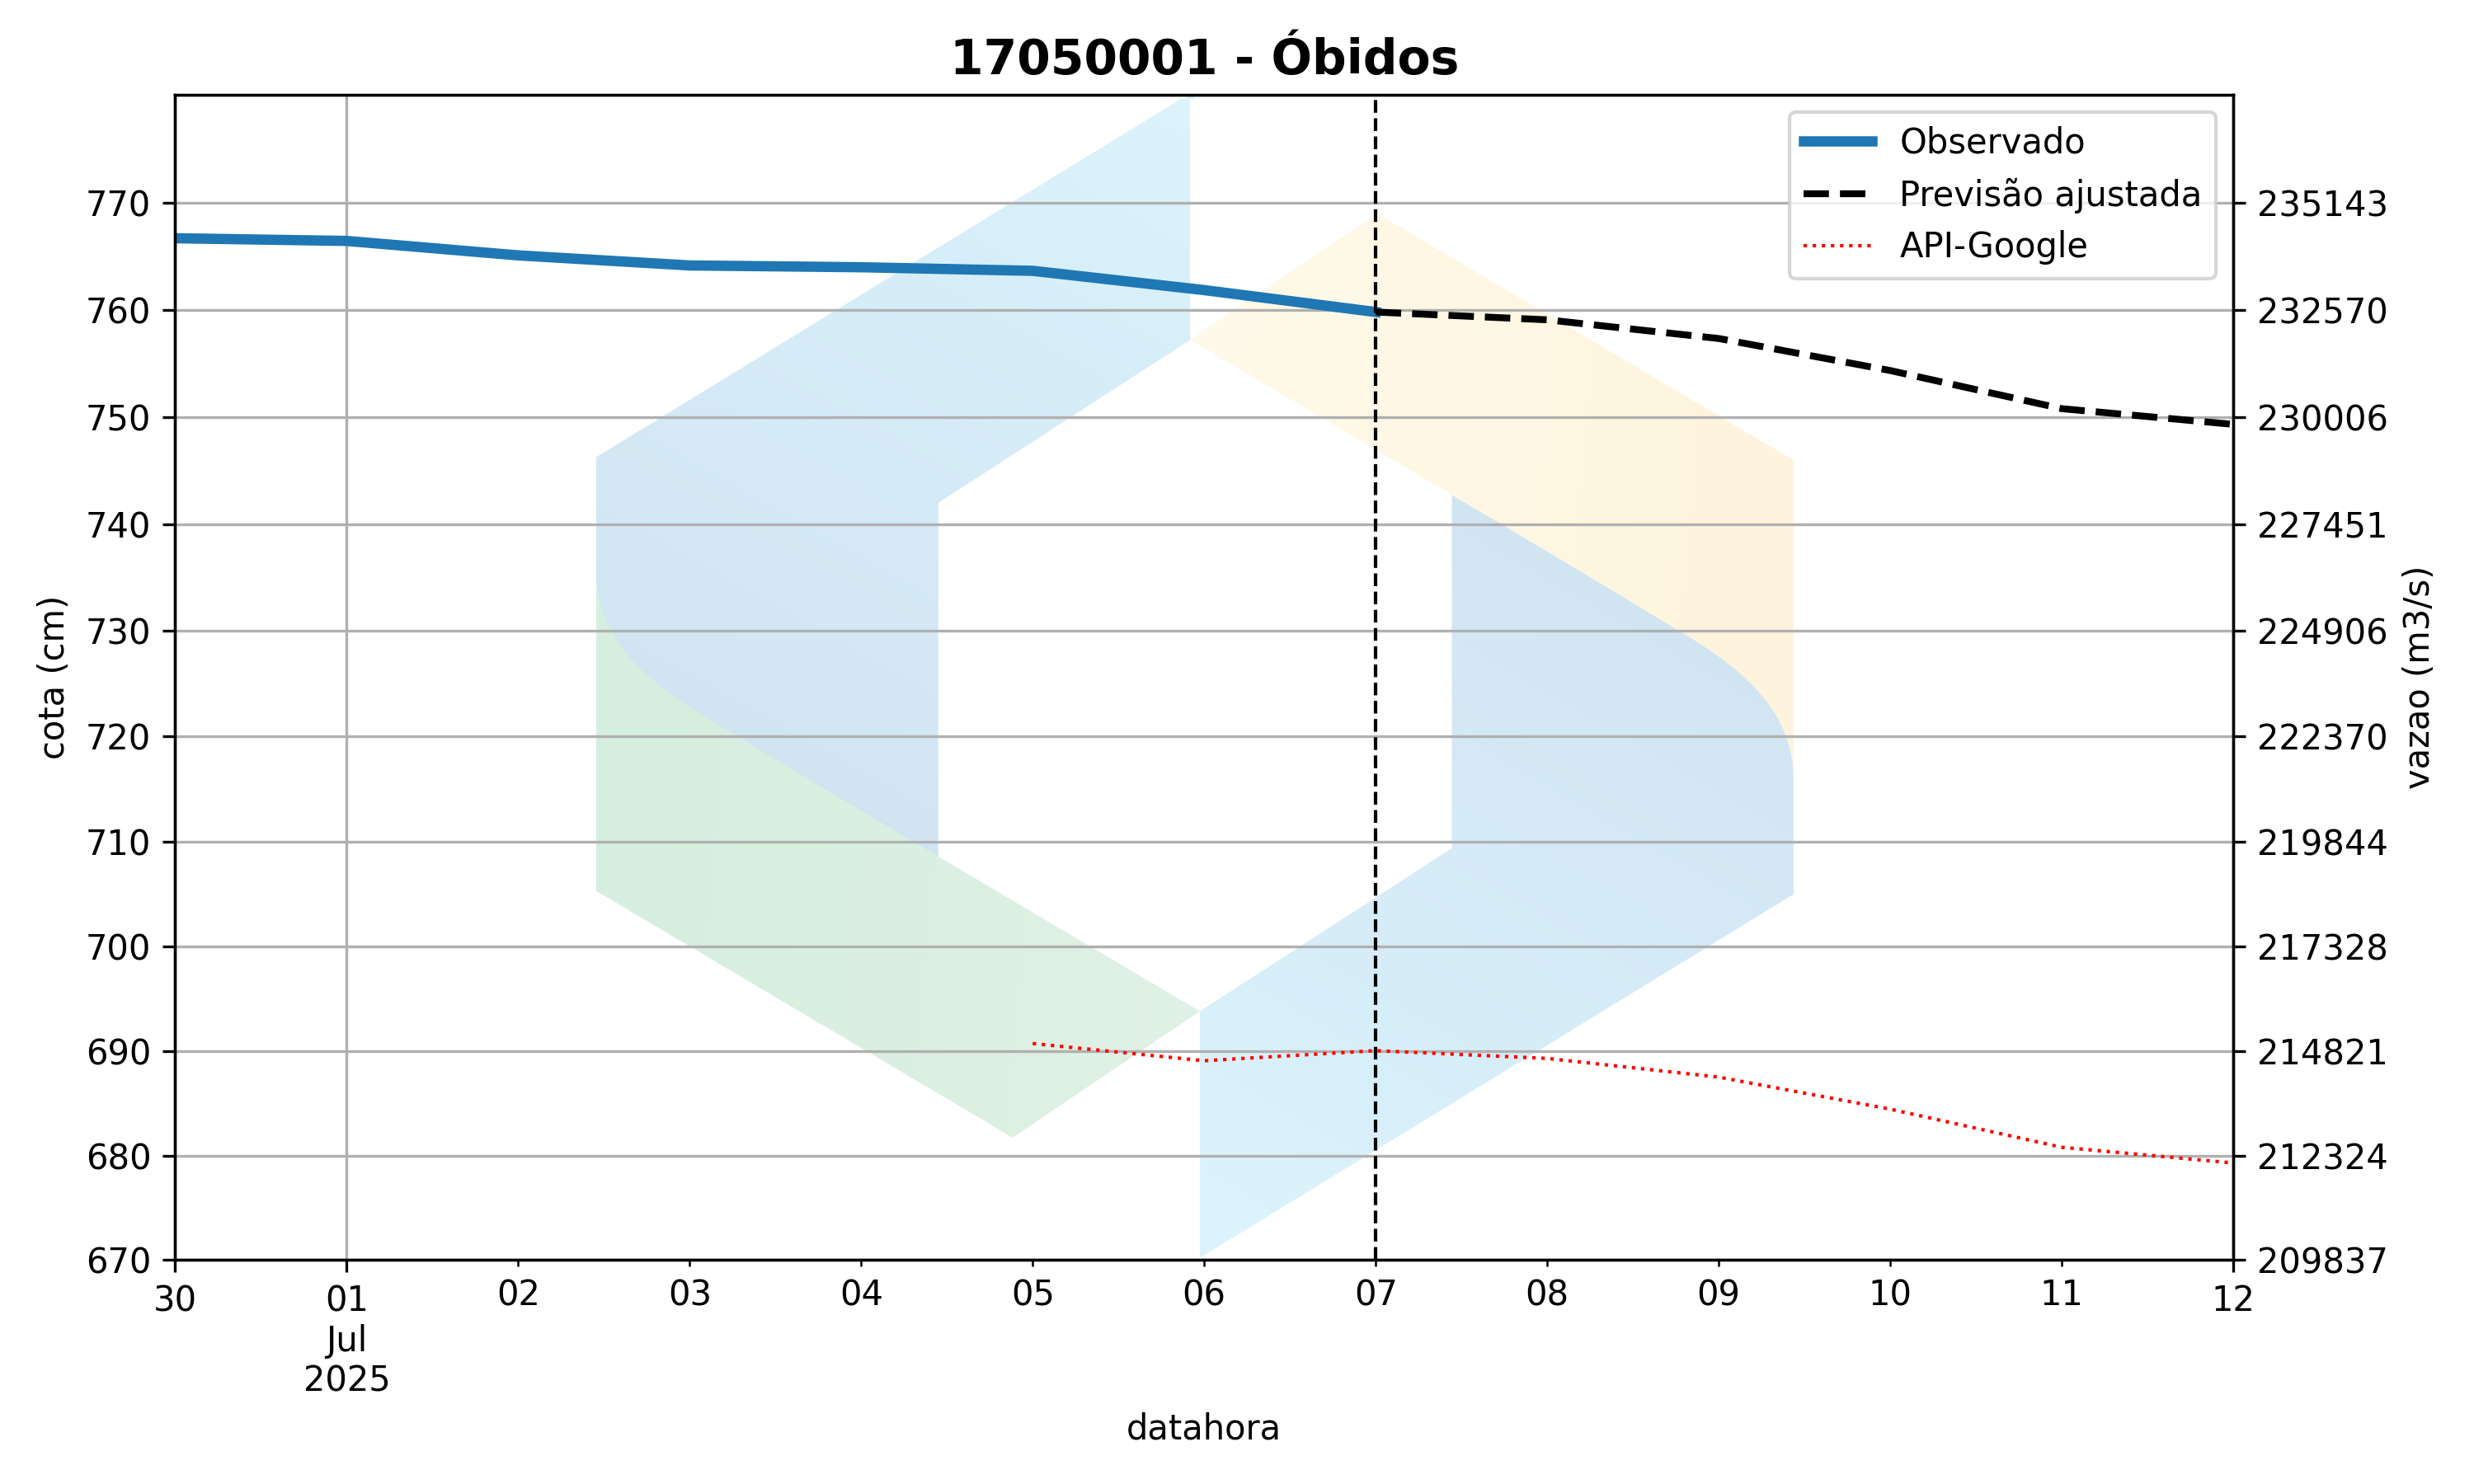 17050001 - Óbidos
Observado
Previsão ajustada
API-Google
cota (cm)
770
760
750
740
730
720
710
700
690
680
670
235143
232570
230006
227451
224906
222370
219844
217328
214821
212324
209837
vazao (m3/s)
30 01 02 03 04 05 06 07 08 09 10 11 12
Jul
2025
datahora